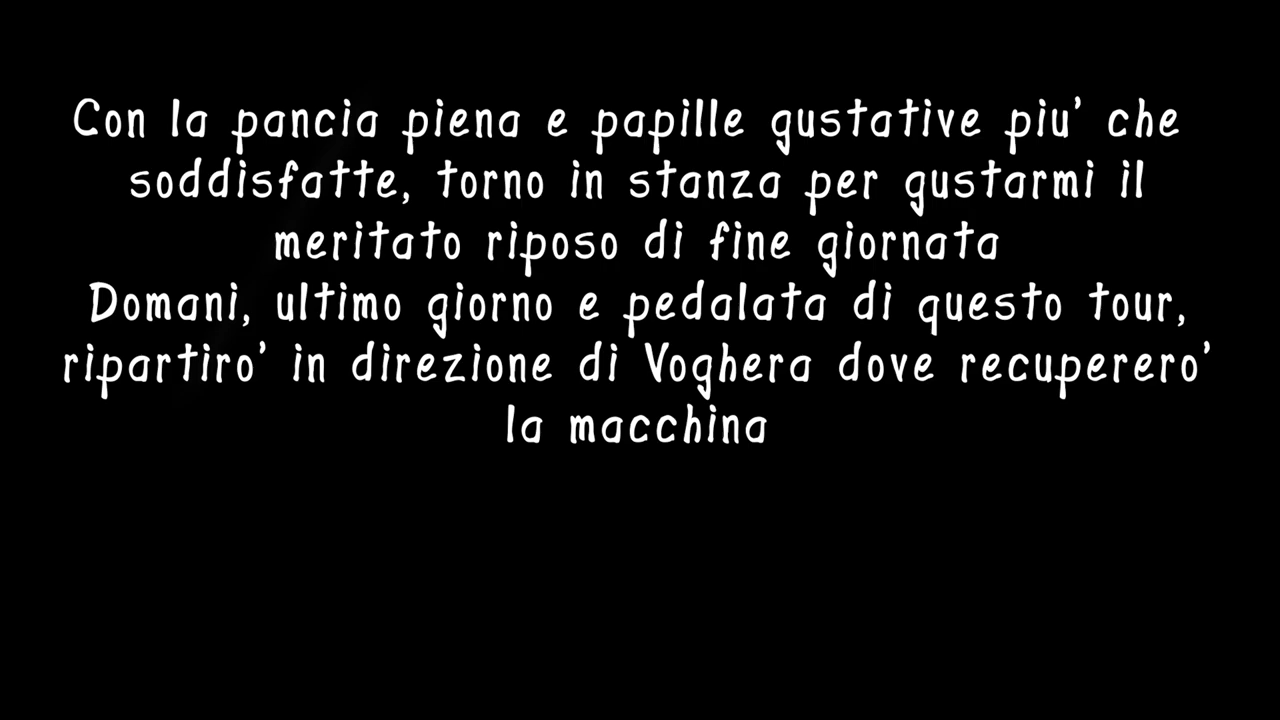 Con la pancia piena e papille gustative piu' che
soddisfatte, torno in stanza per gustarmi il
meritato riposo di fine giornata
Domani, ultimo giorno e pedalata di questo tour,
ripartiro' in direzione di Voghera dove recuperero'
la macchina